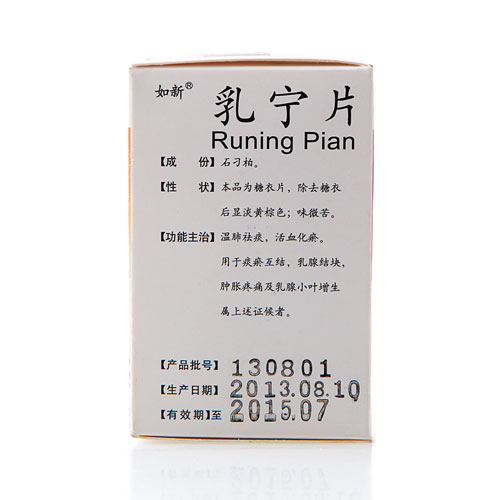 如新® 乳宁片
Runing Pian
【成 份】石刁柏。
【性 状】本品为糖衣片，除去糖衣
后显淡黄棕色；味微苦。
【功能主治】温肺祛痰，活血化瘀。
用于痰瘀互结，乳腺结块，
肿胀疼痛及乳腺小叶增生
属上述证候者。
【产品批号】130801
【生产日期】2013.08.10
【有效期】至 2015.07